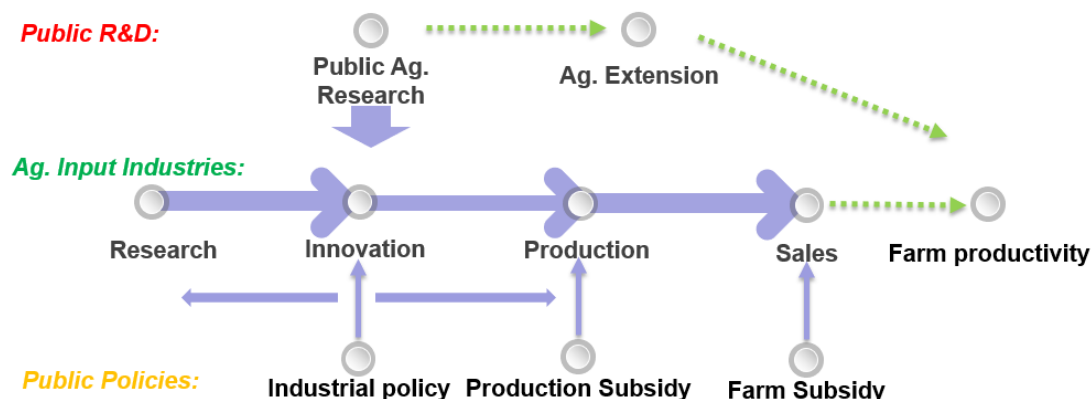 Public R&D:
Public Ag.
Research
Ag. Extension
Ag. Input Industries:
Research
Innovation
Production
Sales
Farm productivity
Public Policies:
Industrial policy
Production Subsidy
Farm Subsidy